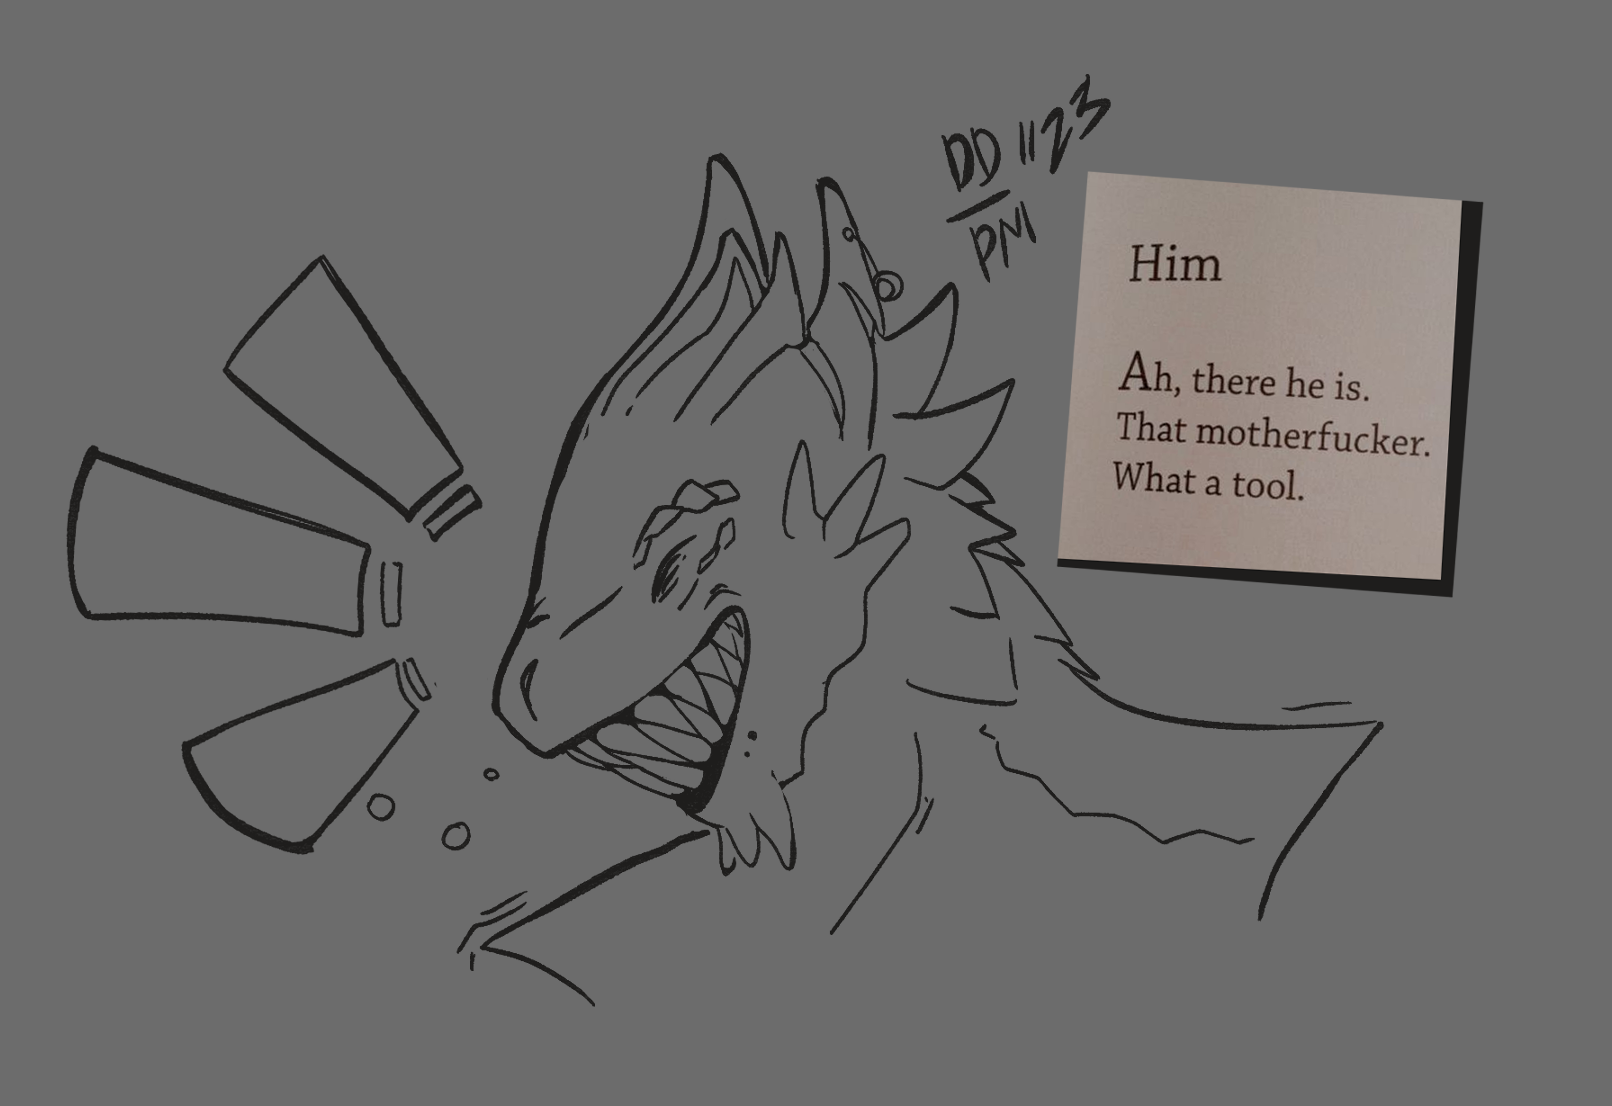 DD 1123
PM
Him
Ah, there he is.
That motherfucker.
What a tool.